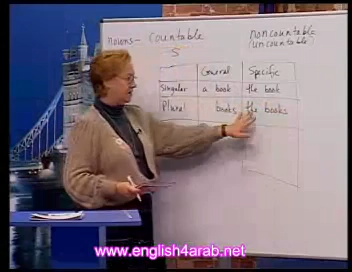 nouns - countable
noncountable
uncountable
S
General Specific
Singular a book the book
Plural books the books
www.english4arab.net